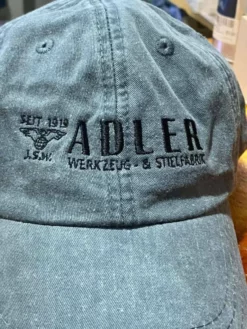 SEIT 1919
ADLER
J.S.W.
WERKZEUG - & STIELFABRIK